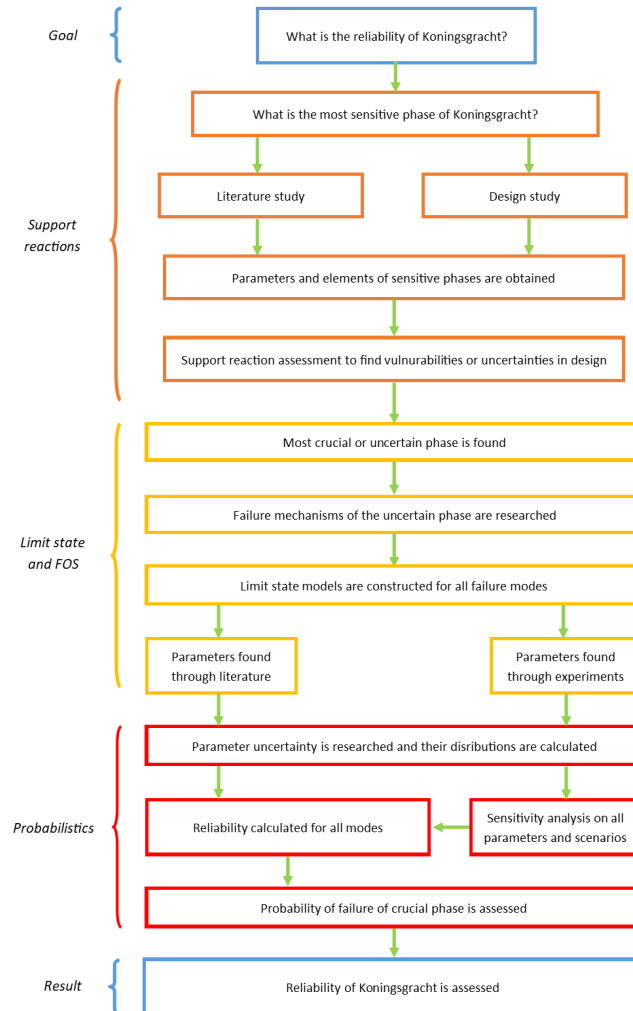 Goal
What is the reliability of Koningsgracht?
What is the most sensitive phase of Koningsgracht?
Literature study
Design study
Support
reactions
Parameters and elements of sensitive phases are obtained
Support reaction assessment to find vulnurabilities or uncertainties in design
Most crucial or uncertain phase is found
Failure mechanisms of the uncertain phase are researched
Limit state
and FOS
Limit state models are constructed for all failure modes
Parameters found
through literature
Parameters found
through experiments
Parameter uncertainty is researched and their disributions are calculated
Probabilistics
Reliability calculated for all modes
Sensitivity analysis on all
parameters and scenarios
Probability of failure of crucial phase is assessed
Result
Reliability of Koningsgracht is assessed